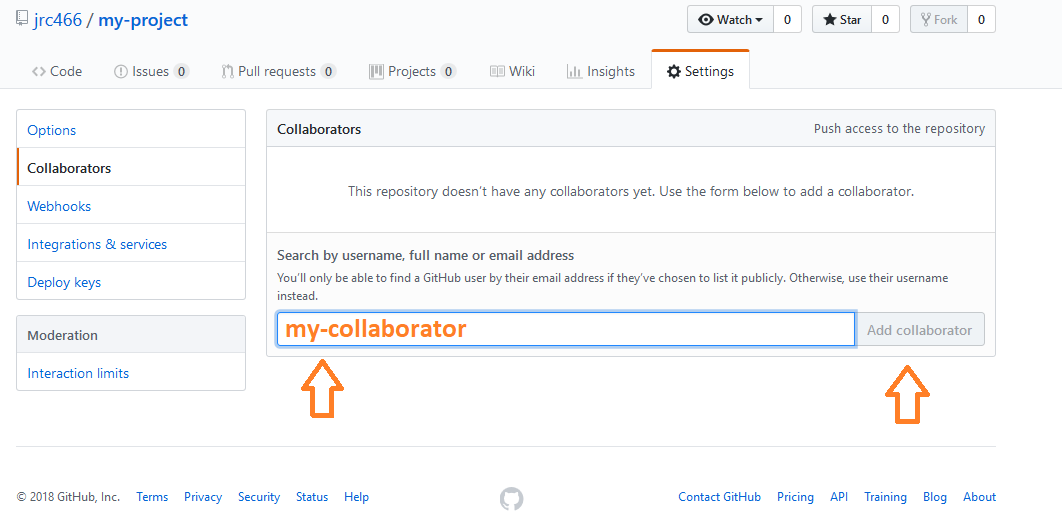 jrc466 / my-project
Watch 0 Star 0 Fork 0
Code Issues 0 Pull requests 0 Projects 0 Wiki Insights Settings
Options
Collaborators
Webhooks
Integrations & services
Deploy keys
Moderation
Interaction limits
Collaborators Push access to the repository
This repository doesn't have any collaborators yet. Use the form below to add a collaborator.
Search by username, full name or email address
You'll only be able to find a GitHub user by their email address if they've chosen to list it publicly. Otherwise, use their username
instead.
my-collaborator Add collaborator
© 2018 GitHub, Inc. Terms Privacy Security Status Help Contact GitHub Pricing API Training Blog About